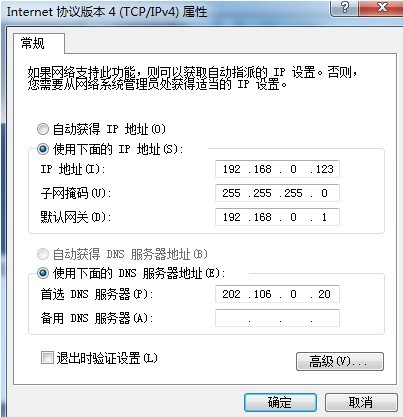 Internet 协议版本 4 (TCP/IPv4) 属性
常规
如果网络支持此功能，则可以获取自动指派的 IP 设置。否则，
您需要从网络系统管理员处获得适当的 IP 设置。
自动获得 IP 地址(O)
使用下面的 IP 地址(S):
IP 地址(I): 192 .168 . 0 .123
子网掩码(U): 255 .255 .255 . 0
默认网关(D): 192 .168 . 0 . 1
自动获得 DNS 服务器地址(B)
使用下面的 DNS 服务器地址(E):
首选 DNS 服务器(P): 202 .106 . 0 . 20
备用 DNS 服务器(A): . . .
退出时验证设置(L)
高级(V)...
确定 取消